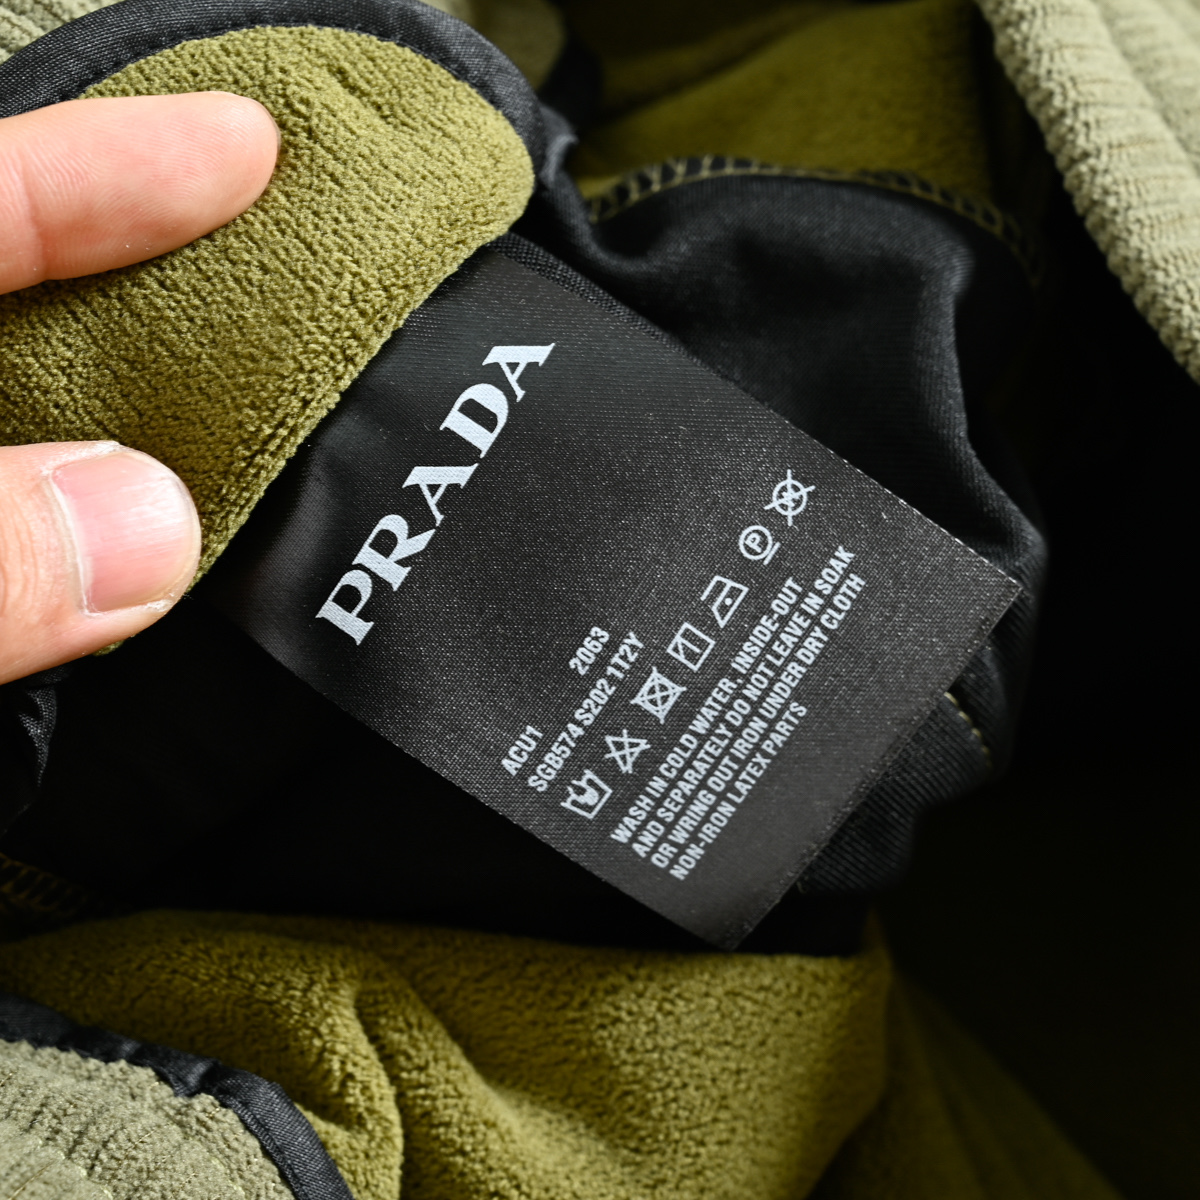 PRADA
ACU1 2063
SGB574 S202 1T2Y
P
WASH IN COLD WATER, INSIDE-OUT
AND SEPARATELY DO NOT LEAVE IN SOAK
OR WRING OUT IRON UNDER DRY CLOTH
NON-IRON LATEX PARTS